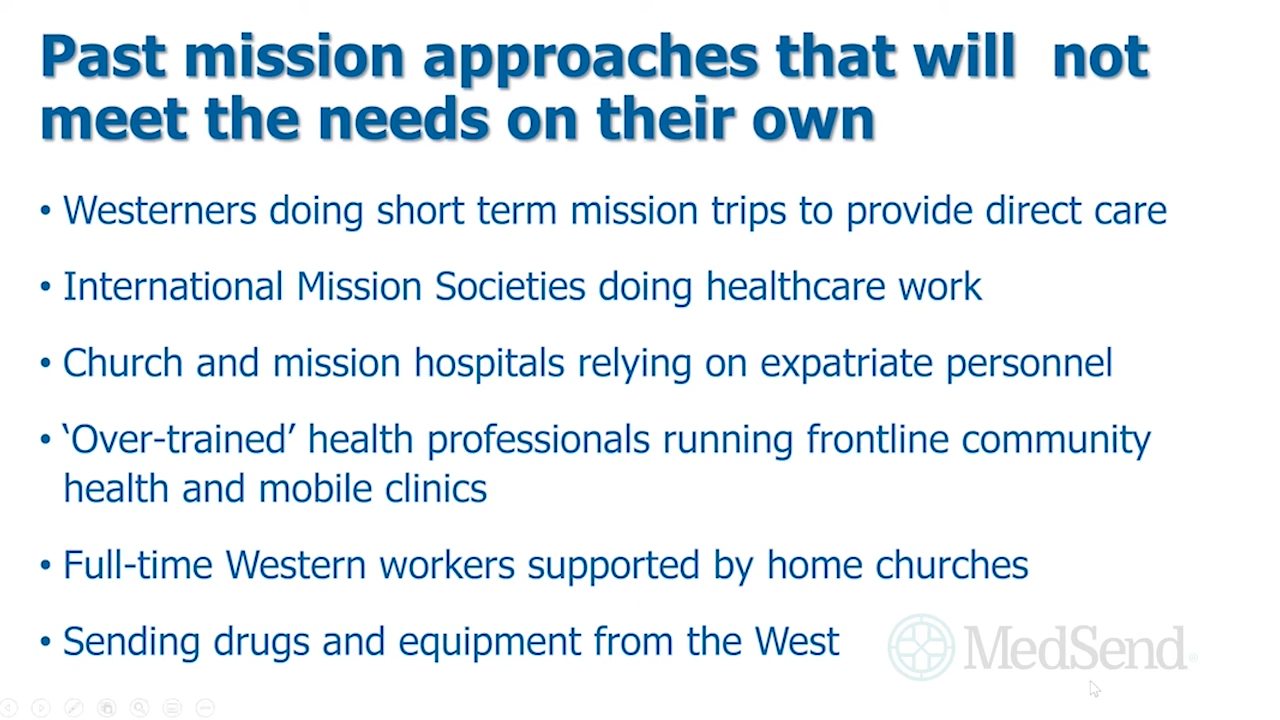 Past mission approaches that will  not
meet the needs on their own
• Westerners doing short term mission trips to provide direct care
• International Mission Societies doing healthcare work
• Church and mission hospitals relying on expatriate personnel
• ‘Over-trained’ health professionals running frontline community
health and mobile clinics
• Full-time Western workers supported by home churches
• Sending drugs and equipment from the West
MedSend®